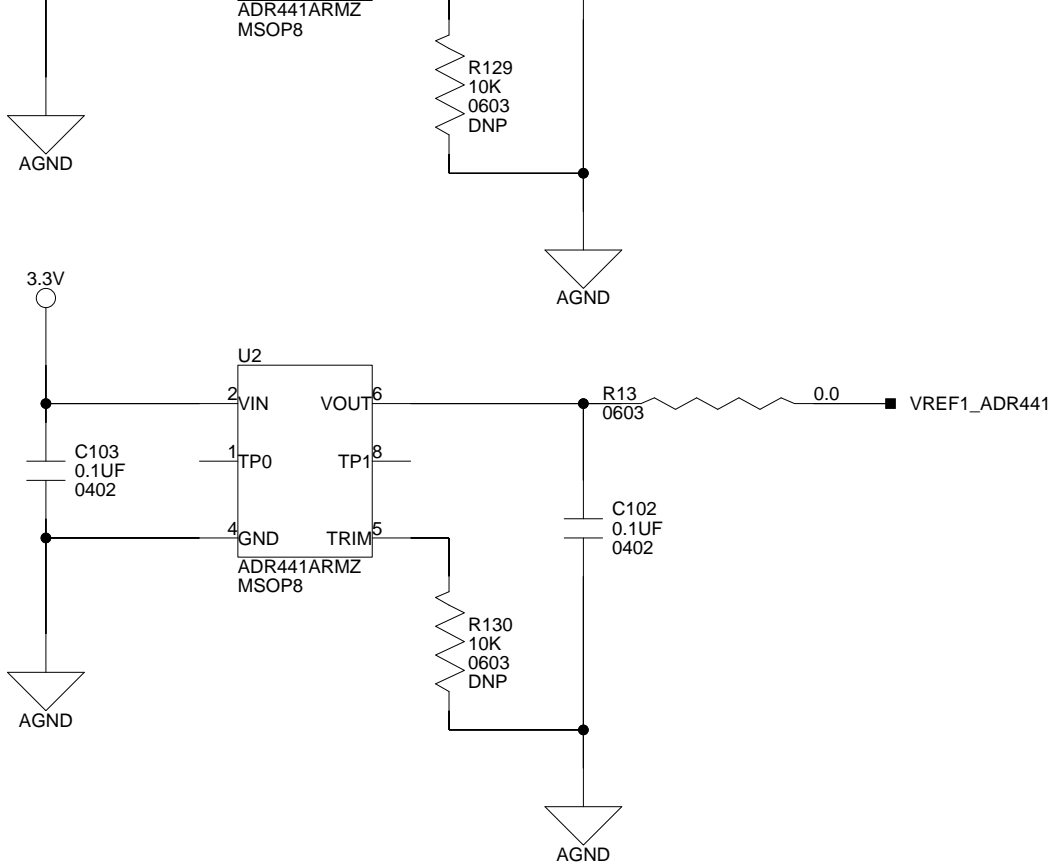 ADR441ARMZ
MSOP8
R129
10K
0603
DNP
AGND
AGND
3.3V
U2
2 VIN
VOUT 6
R13
0603
0.0
VREF1_ADR441
C103
0.1UF
0402
1 TP0
TP1 8
4 GND
TRIM 5
C102
0.1UF
0402
ADR441ARMZ
MSOP8
R130
10K
0603
DNP
AGND
AGND